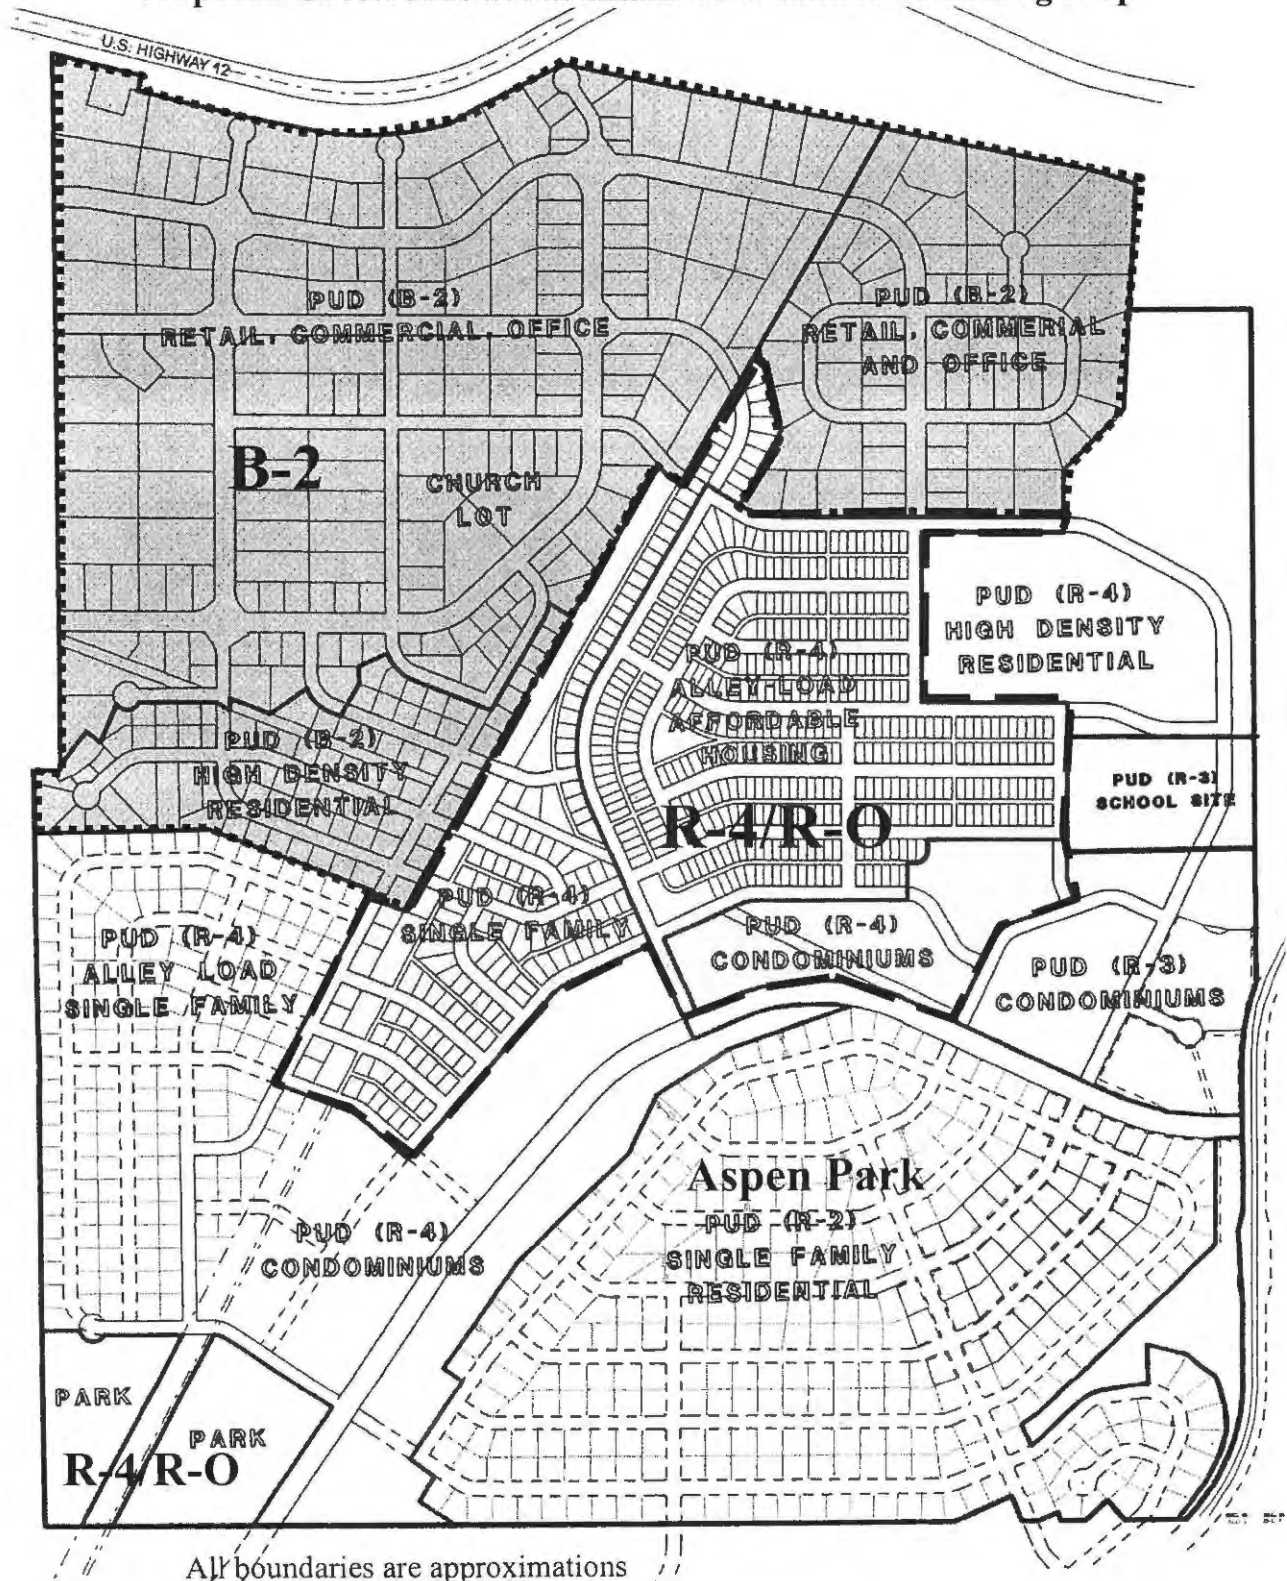 U.S. HIGHWAY 12
PUD (B-2)
RETAIL, COMMERCIAL, OFFICE
PUD (B-2)
RETAIL, COMMERIAL
AND OFFICE
B-2
CHURCH
LOT
PUD (R-4)
HIGH DENSITY
RESIDENTIAL
PUD (R-4)
ALLEY-LOAD
AFFORDABLE
HOUSING
PUD (B-2)
HIGH DENSITY
RESIDENTIAL
PUD (R-3)
SCHOOL SITE
R-4/R-O
PUD (R-4)
SINGLE FAMILY
PUD (R-4)
ALLEY LOAD
SINGLE FAMILY
PUD (R-4)
CONDOMINIUMS
PUD (R-3)
CONDOMINIUMS
Aspen Park
PUD (R-2)
SINGLE FAMILY
RESIDENTIAL
PUD (R-4)
CONDOMINIUMS
PARK
PARK
R-4/R-O
All boundaries are approximations